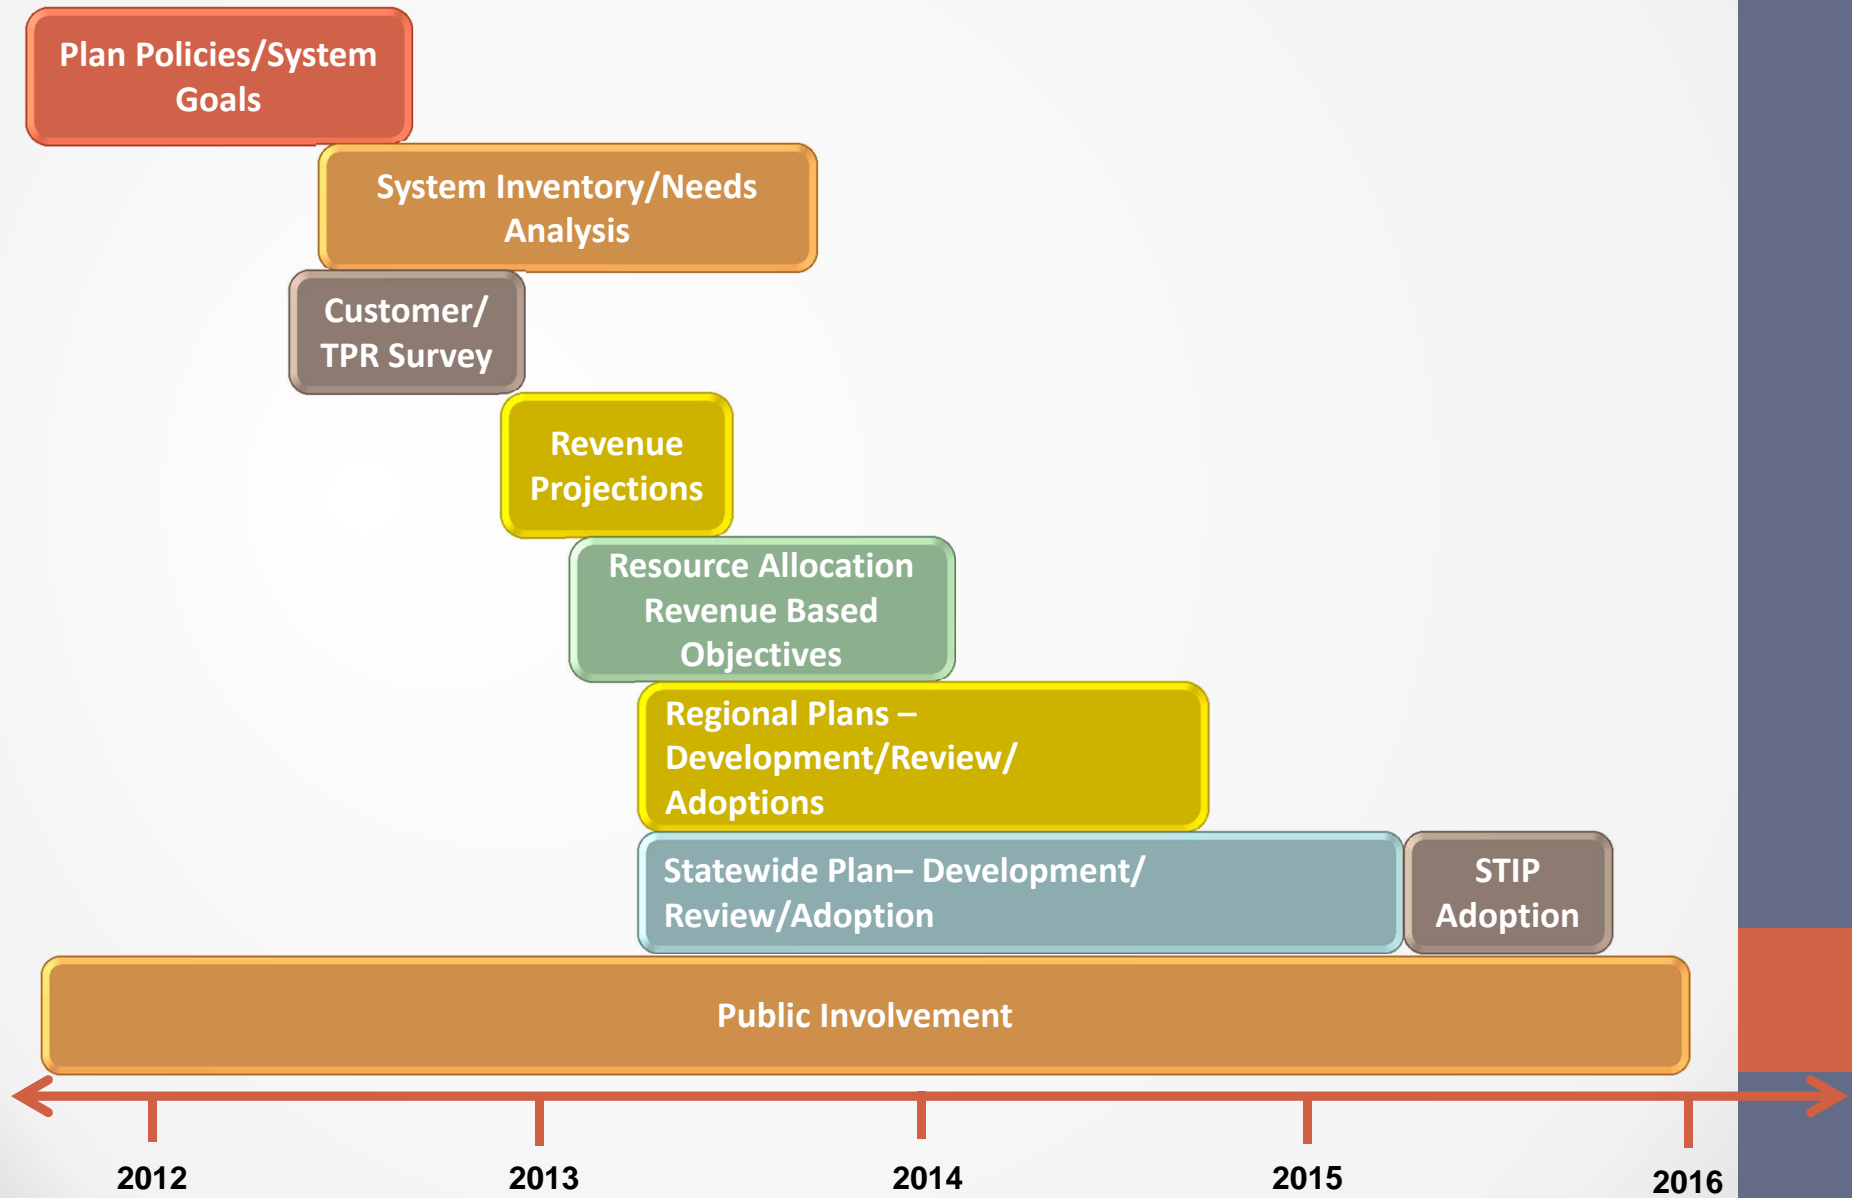 Plan Policies/System
Goals
System Inventory/Needs
Analysis
Customer/
TPR Survey
Revenue
Projections
Resource Allocation
Revenue Based
Objectives
Regional Plans –
Development/Review/
Adoptions
Statewide Plan– Development/
Review/Adoption
STIP
Adoption
Public Involvement
2012
2013
2014
2015
2016